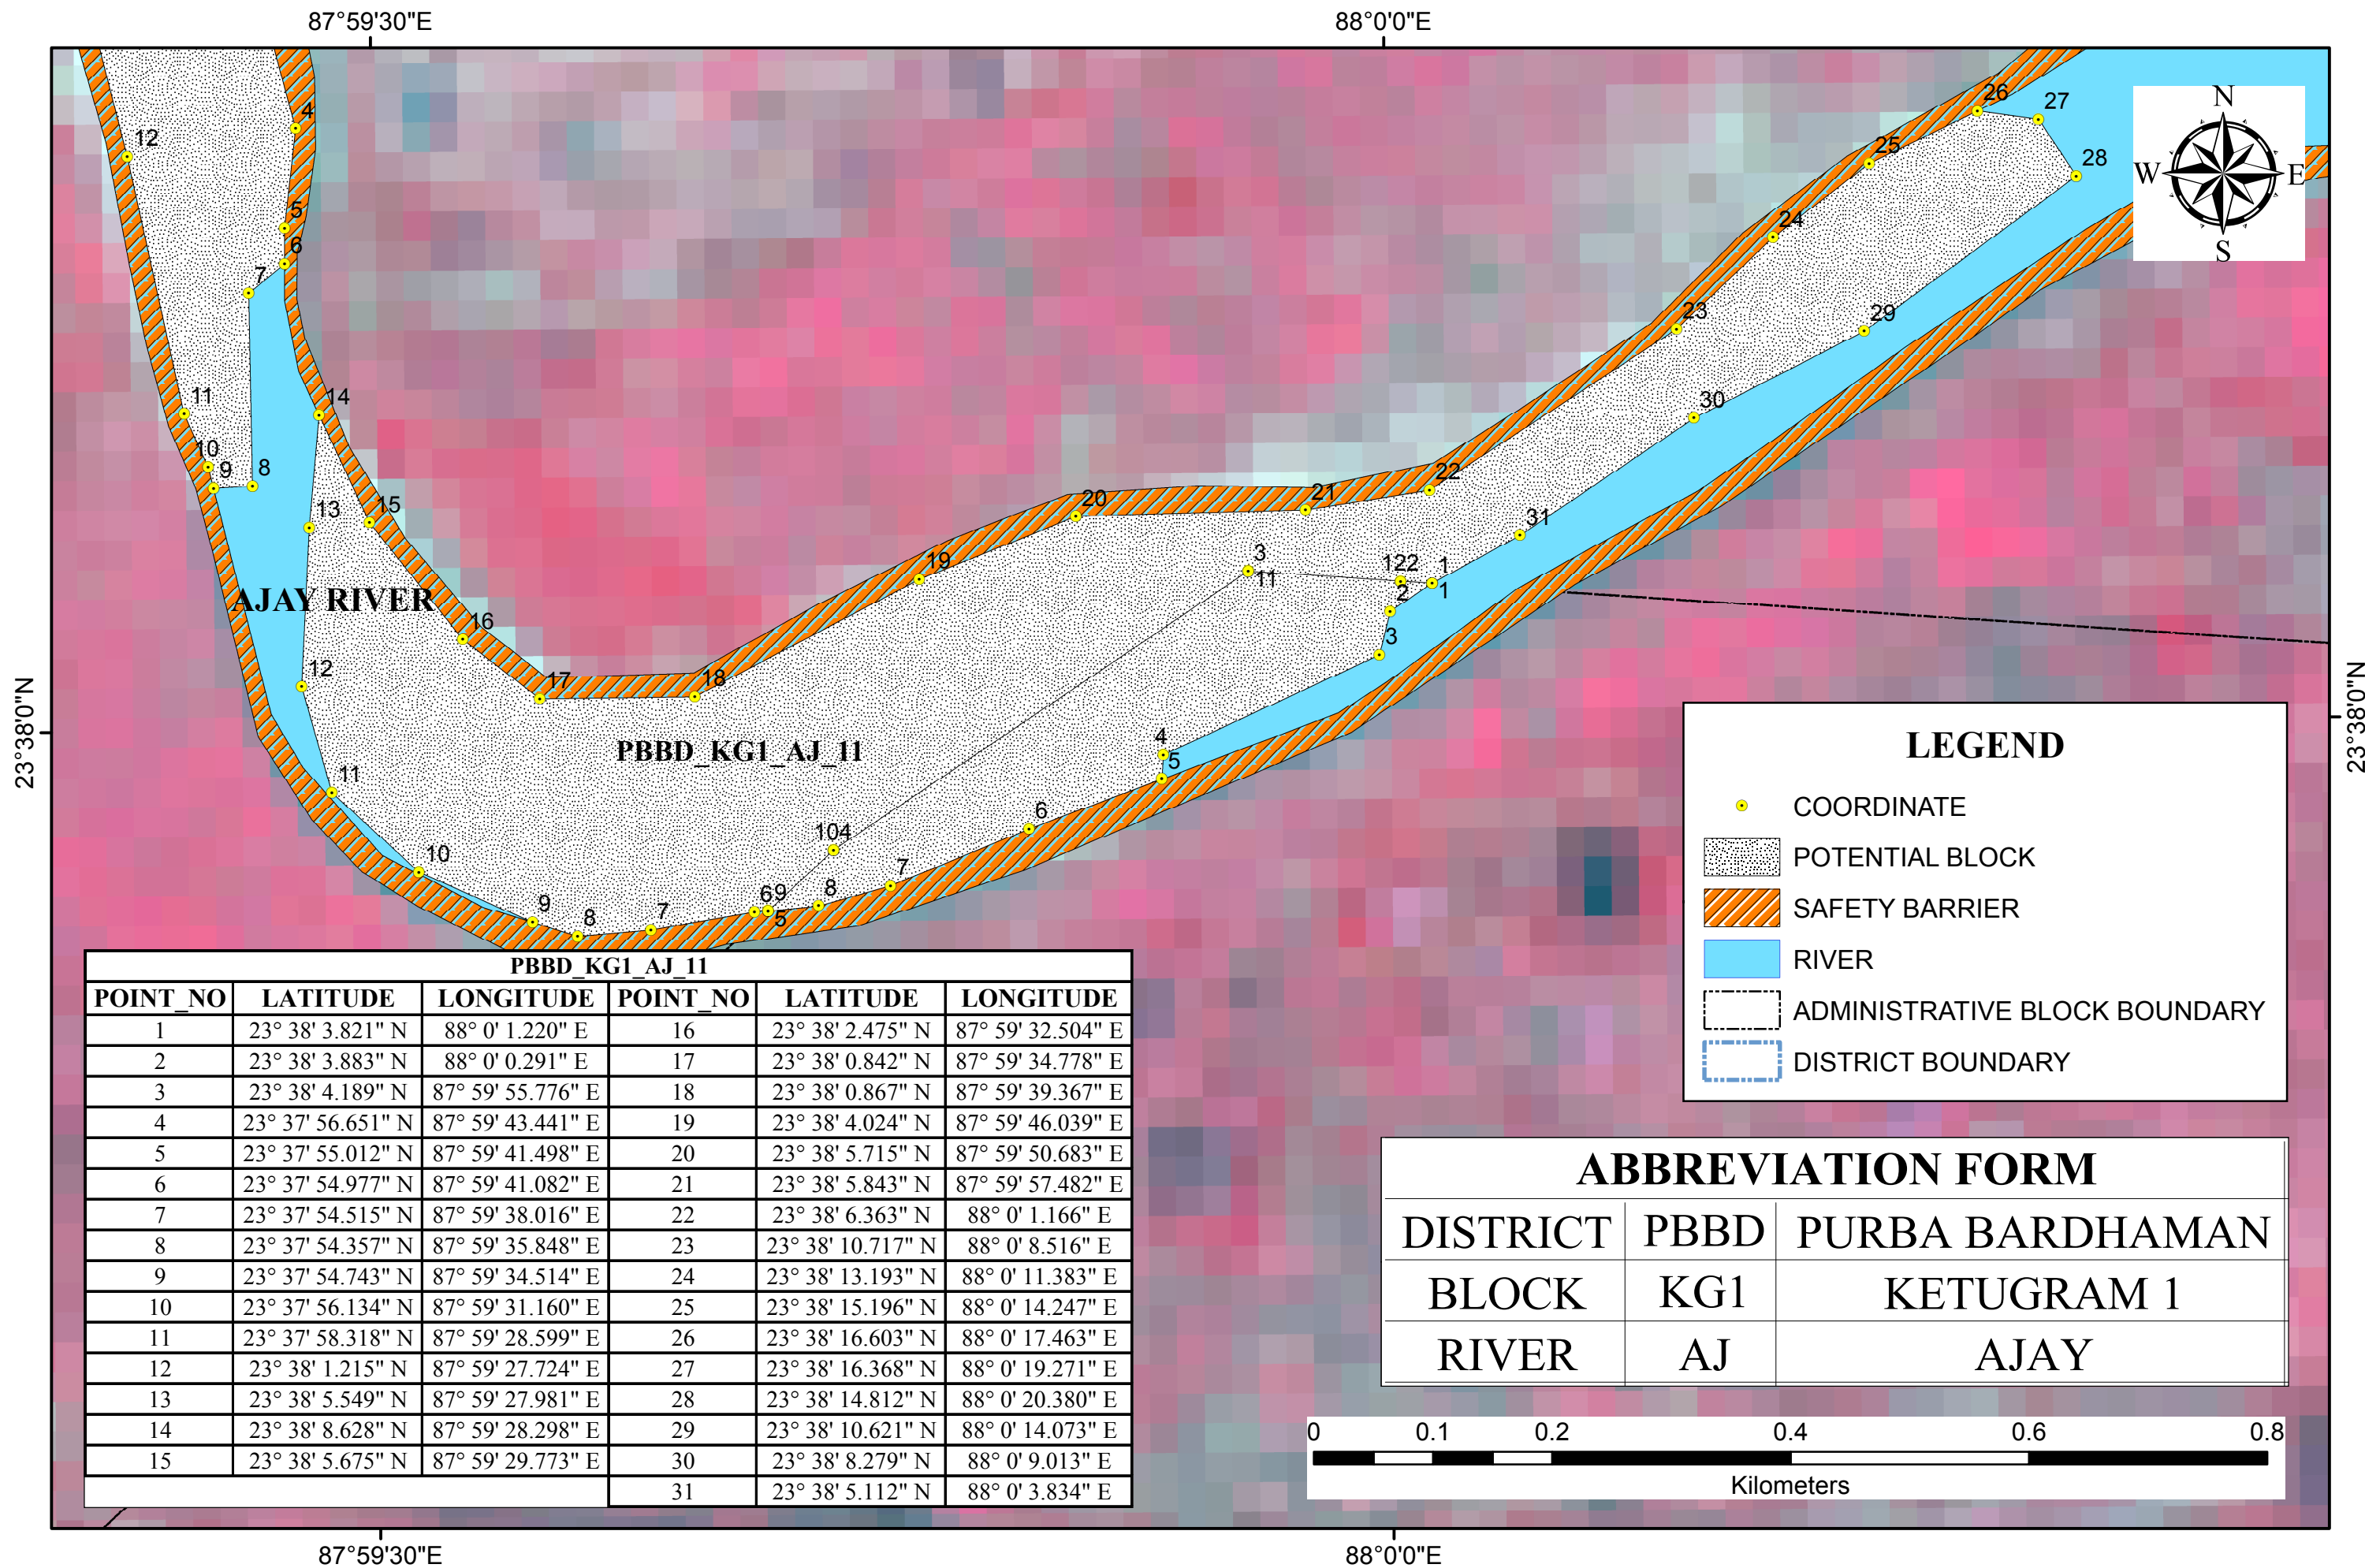 87°59'30"E 88°0'0"E
N
W E
S
26 27
4
25 28
12
5
24
6
7
23 29
11 14 30
10
9 8 22
13 15 20 21 31
3 122 1
19 11 1
AJAY RIVER 2
16
3
12 17 18
23°38'0"N 23°38'0"N
PBBD_KG1_AJ_11 4
5
11
6
104
10 7
69 8
9 8 7 5
LEGEND
COORDINATE
POTENTIAL BLOCK
SAFETY BARRIER
RIVER
ADMINISTRATIVE BLOCK BOUNDARY
DISTRICT BOUNDARY
PBBD_KG1_AJ_11
POINT_NO LATITUDE LONGITUDE POINT_NO LATITUDE LONGITUDE
1 23° 38' 3.821" N 88° 0' 1.220" E 16 23° 38' 2.475" N 87° 59' 32.504" E
2 23° 38' 3.883" N 88° 0' 0.291" E 17 23° 38' 0.842" N 87° 59' 34.778" E
3 23° 38' 4.189" N 87° 59' 55.776" E 18 23° 38' 0.867" N 87° 59' 39.367" E
4 23° 37' 56.651" N 87° 59' 43.441" E 19 23° 38' 4.024" N 87° 59' 46.039" E
5 23° 37' 55.012" N 87° 59' 41.498" E 20 23° 38' 5.715" N 87° 59' 50.683" E
6 23° 37' 54.977" N 87° 59' 41.082" E 21 23° 38' 5.843" N 87° 59' 57.482" E
7 23° 37' 54.515" N 87° 59' 38.016" E 22 23° 38' 6.363" N 88° 0' 1.166" E
8 23° 37' 54.357" N 87° 59' 35.848" E 23 23° 38' 10.717" N 88° 0' 8.516" E
9 23° 37' 54.743" N 87° 59' 34.514" E 24 23° 38' 13.193" N 88° 0' 11.383" E
10 23° 37' 56.134" N 87° 59' 31.160" E 25 23° 38' 15.196" N 88° 0' 14.247" E
11 23° 37' 58.318" N 87° 59' 28.599" E 26 23° 38' 16.603" N 88° 0' 17.463" E
12 23° 38' 1.215" N 87° 59' 27.724" E 27 23° 38' 16.368" N 88° 0' 19.271" E
13 23° 38' 5.549" N 87° 59' 27.981" E 28 23° 38' 14.812" N 88° 0' 20.380" E
14 23° 38' 8.628" N 87° 59' 28.298" E 29 23° 38' 10.621" N 88° 0' 14.073" E
15 23° 38' 5.675" N 87° 59' 29.773" E 30 23° 38' 8.279" N 88° 0' 9.013" E
31 23° 38' 5.112" N 88° 0' 3.834" E
ABBREVIATION FORM
DISTRICT PBBD PURBA BARDHAMAN
BLOCK KG1 KETUGRAM 1
RIVER AJ AJAY
0 0.1 0.2 0.4 0.6 0.8
Kilometers
87°59'30"E 88°0'0"E